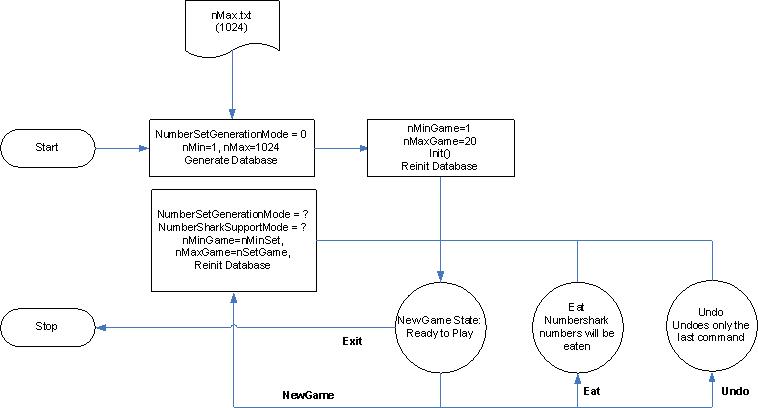 nMax.txt
(1024)
Start
NumberSetGenerationMode = 0
nMin=1, nMax=1024
Generate Database
nMinGame=1
nMaxGame=20
Init()
Reinit Database
NumberSetGenerationMode = ?
NumberSharkSupportMode = ?
nMinGame=nMinSet,
nMaxGame=nSetGame,
Reinit Database
Stop
Exit
NewGame State:
Ready to Play
Eat
Numbershark
numbers will be
eaten
Undo
Undoes only the
last command
NewGame
Eat
Undo